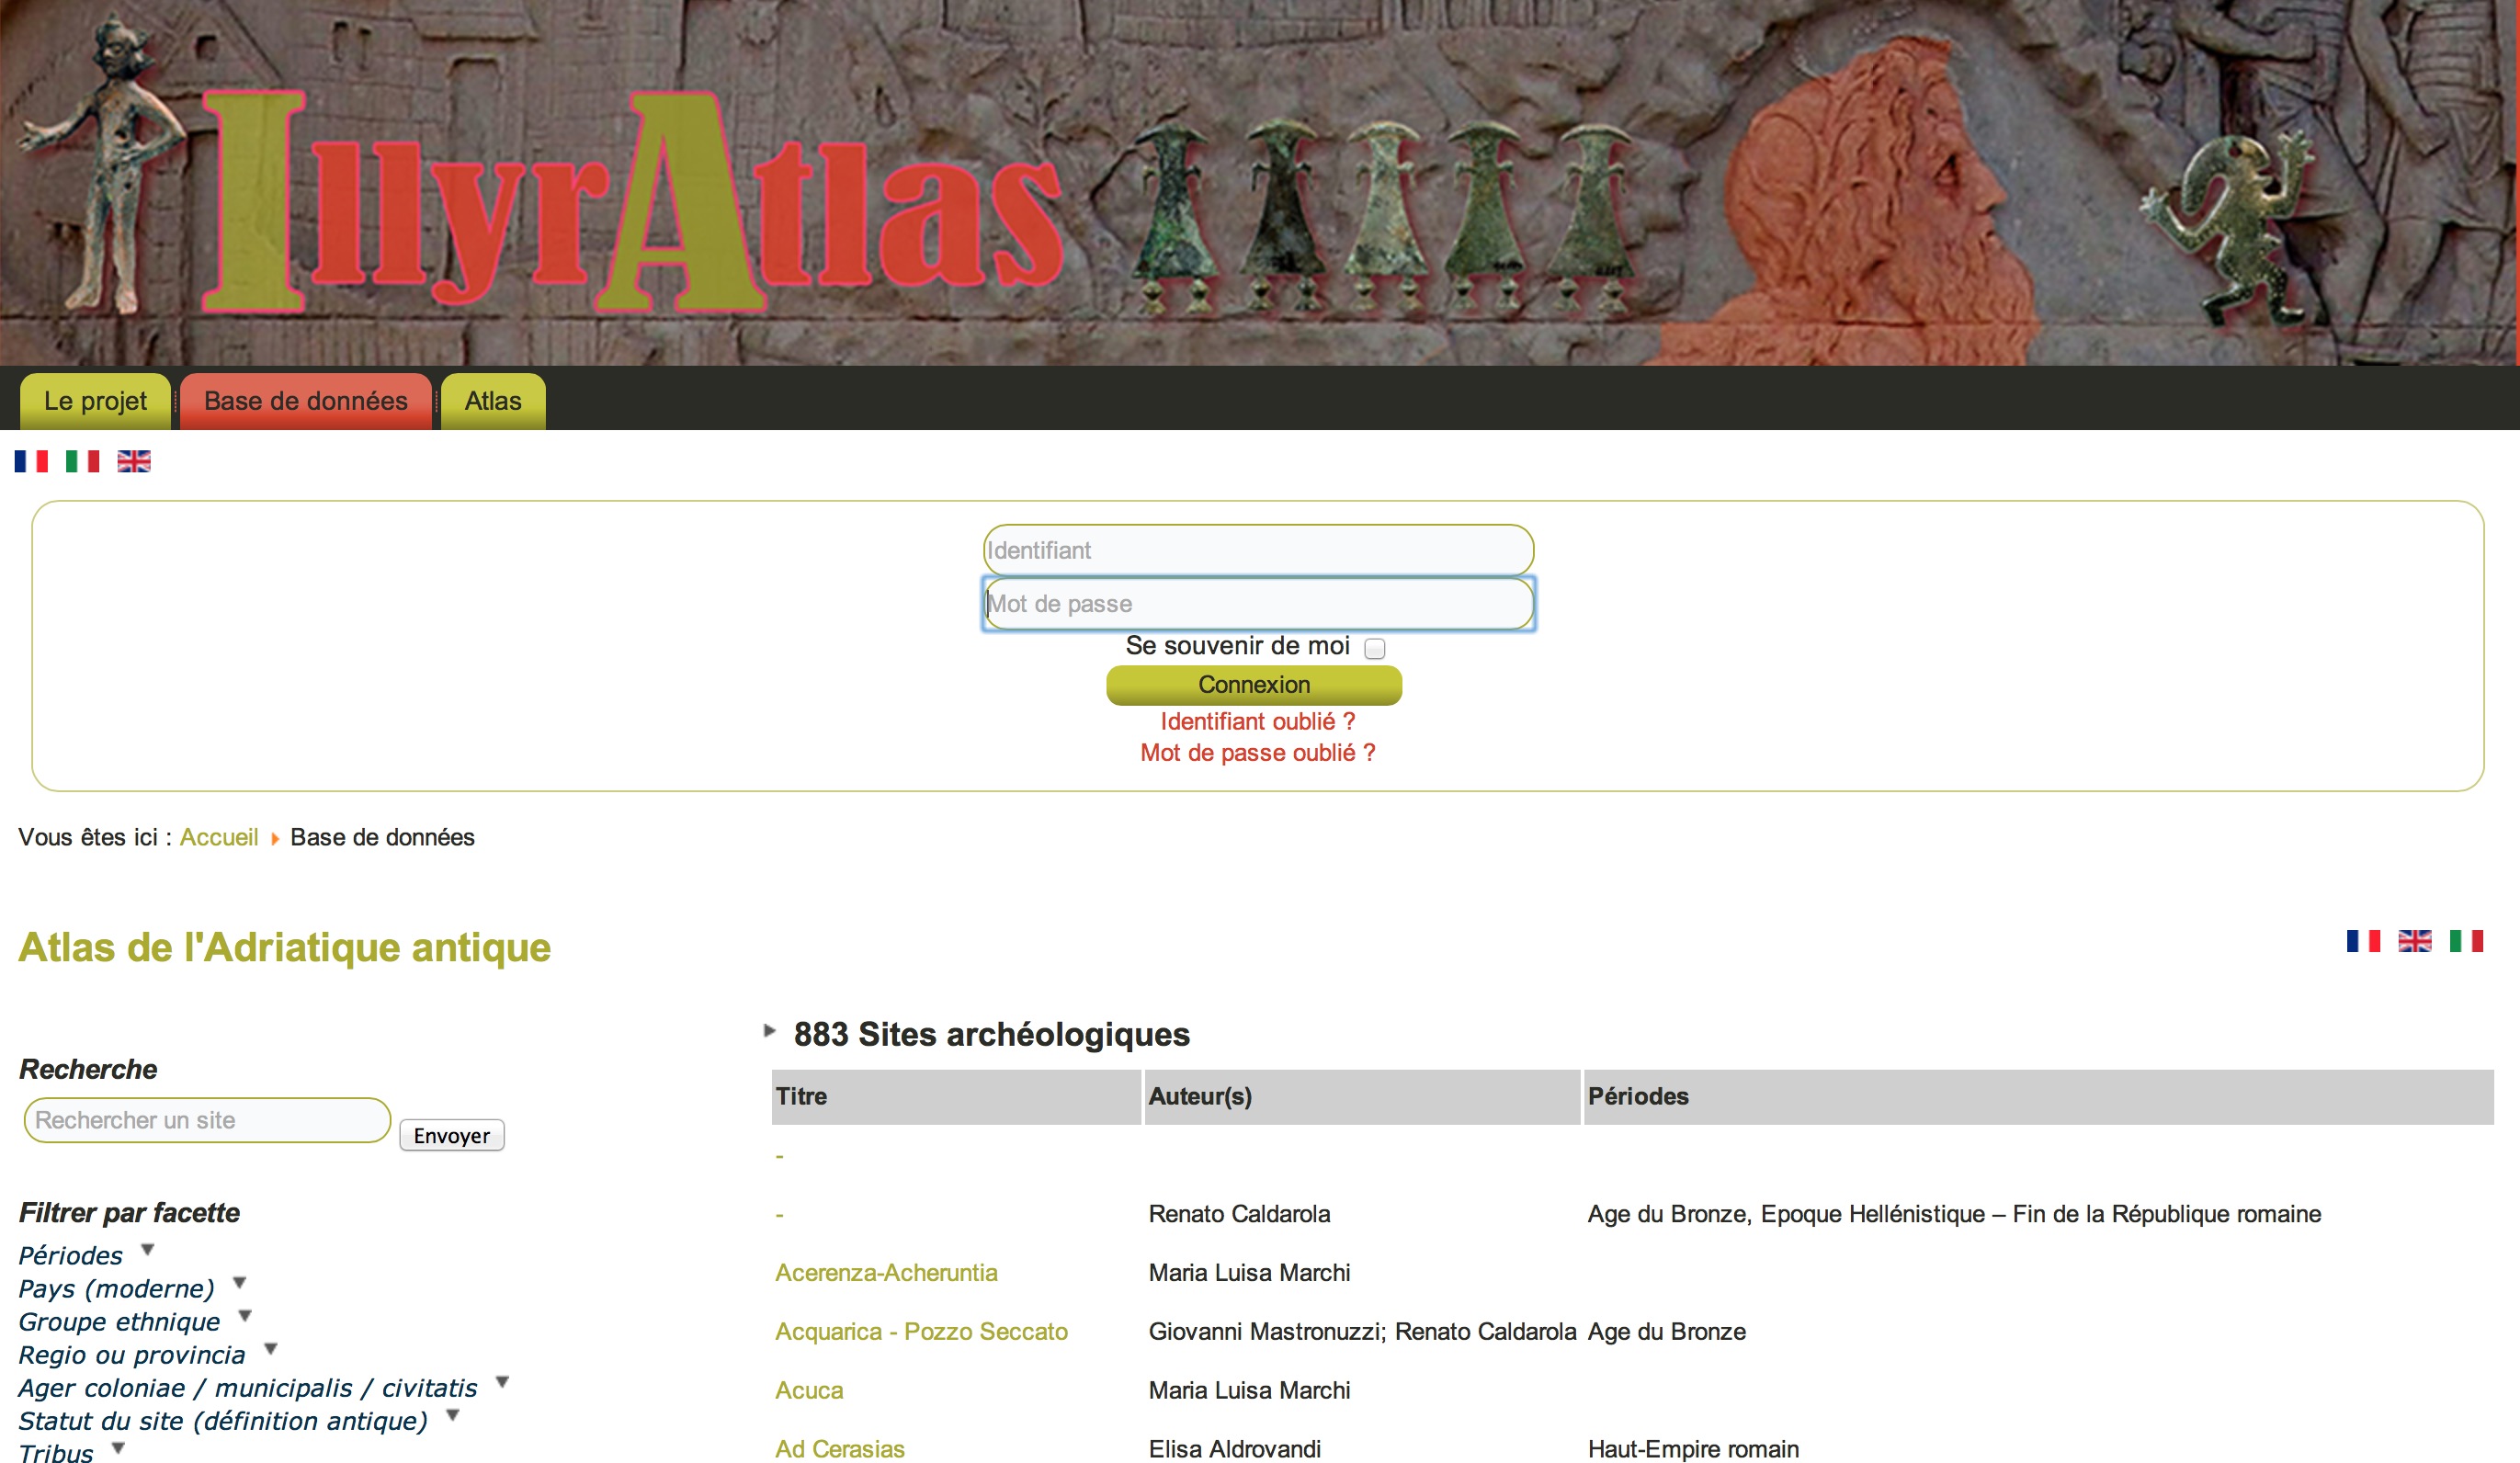 IllyrAtlas
Le projet
Base de données
Atlas
Identifiant
Mot de passe
Se souvenir de moi
Connexion
Identifiant oublié ?
Mot de passe oublié ?
Vous êtes ici : Accueil Base de données
Atlas de l'Adriatique antique
Recherche
Rechercher un site
Envoyer
Filtrer par facette
Périodes
Pays (moderne)
Groupe ethnique
Regio ou provincia
Ager coloniae / municipalis / civitatis
Statut du site (définition antique)
Tribus
883 Sites archéologiques
Titre Auteur(s) Périodes
-
- Renato Caldarola Age du Bronze, Epoque Hellénistique – Fin de la République romaine
Acerenza-Acheruntia Maria Luisa Marchi
Acquarica - Pozzo Seccato Giovanni Mastronuzzi; Renato Caldarola Age du Bronze
Acuca Maria Luisa Marchi
Ad Cerasias Elisa Aldrovandi Haut-Empire romain